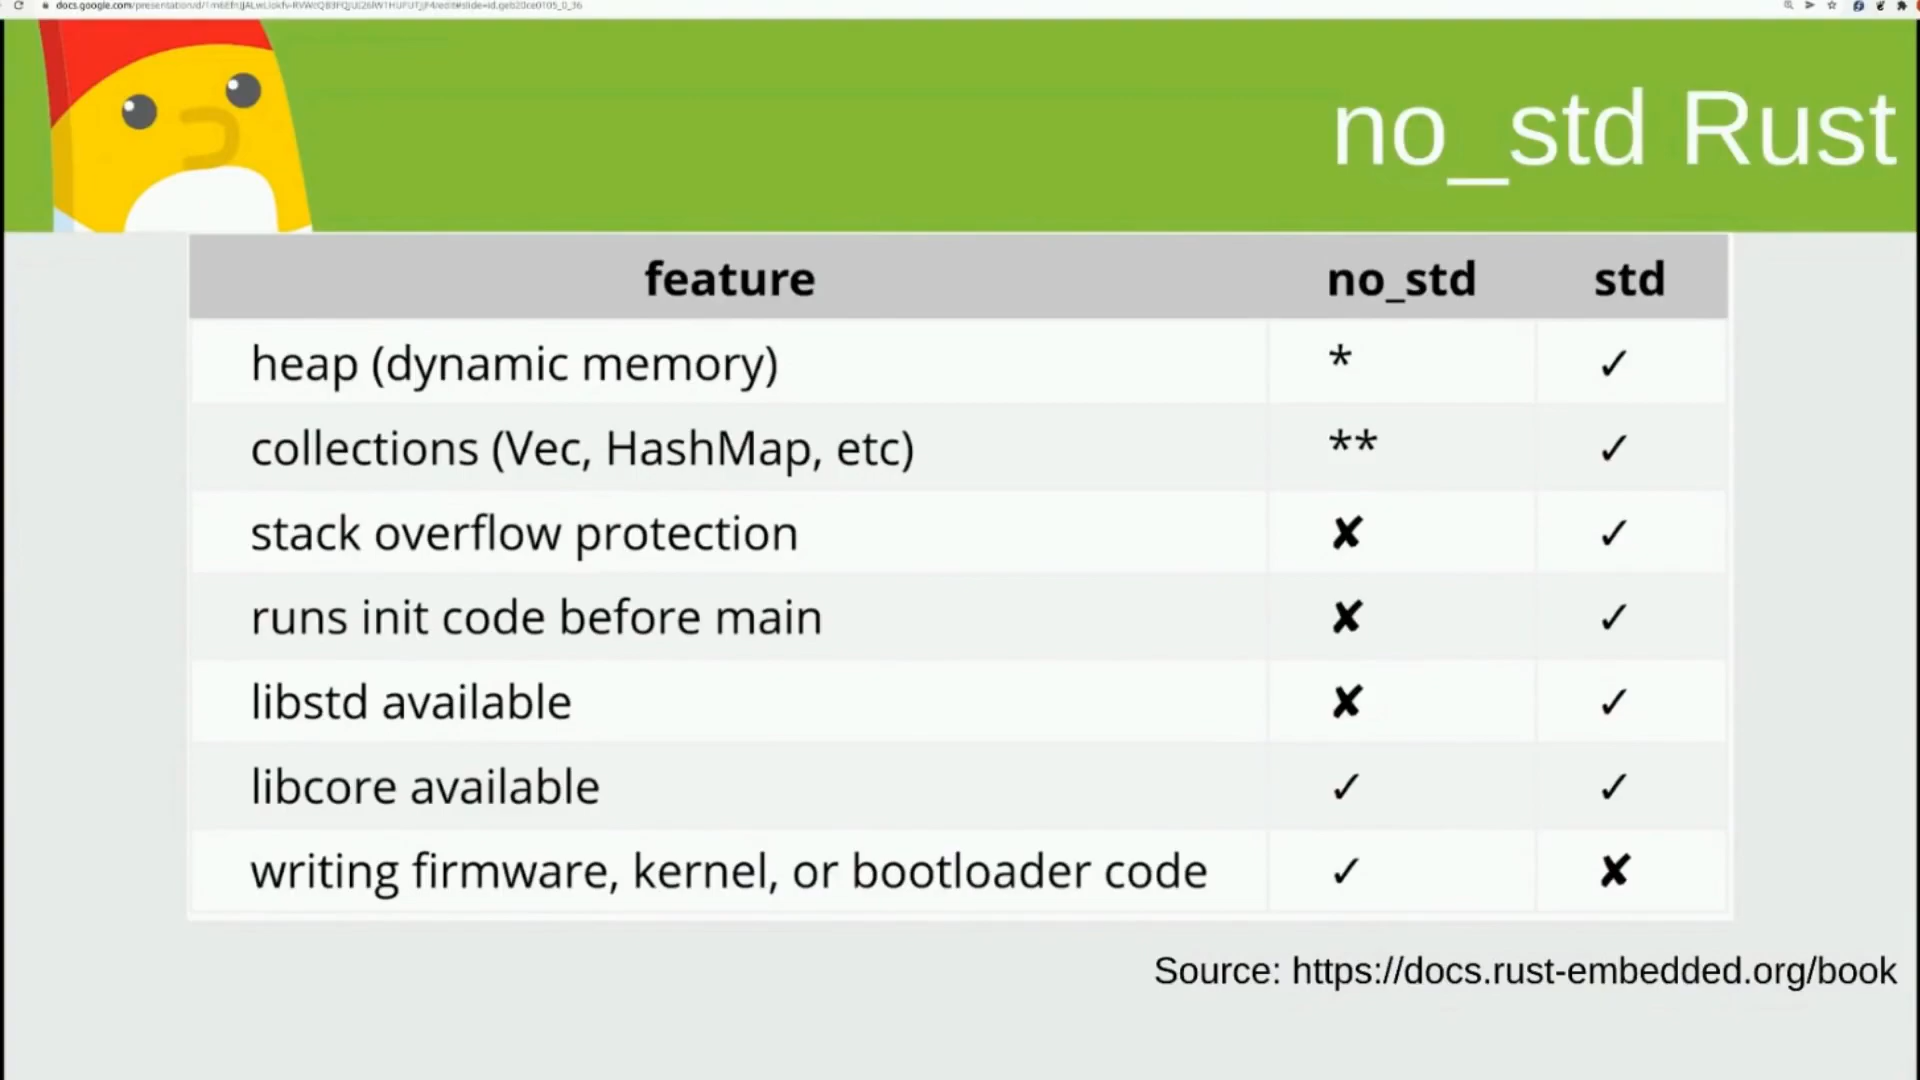 no_std Rust
feature no_std std
heap (dynamic memory) * ✓
collections (Vec, HashMap, etc) ** ✓
stack overflow protection ✘ ✓
runs init code before main ✘ ✓
libstd available ✘ ✓
libcore available ✓ ✓
writing firmware, kernel, or bootloader code ✓ ✘
Source: https://docs.rust-embedded.org/book